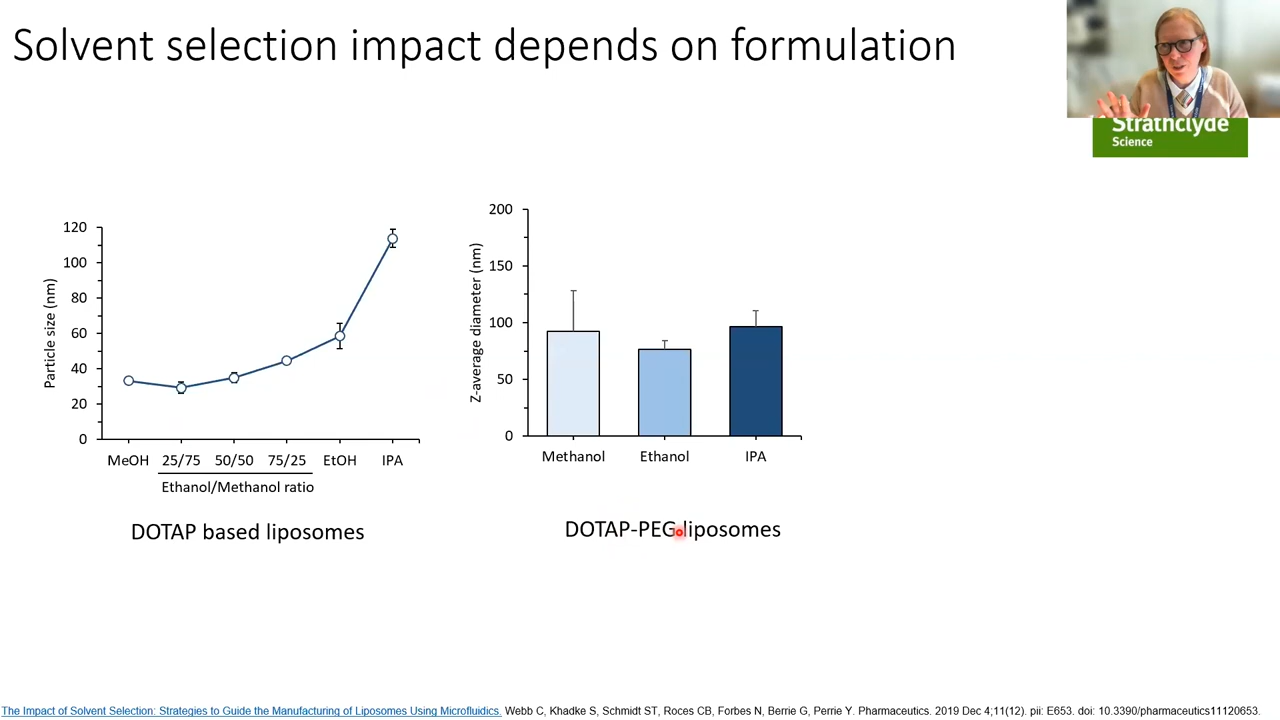 Solvent selection impact depends on formulation
Strathclyde
Science
Particle size (nm)
120
100
80
60
40
20
0
MeOH 25/75 50/50 75/25 EtOH IPA
Ethanol/Methanol ratio
DOTAP based liposomes
Z-average diameter (nm)
200
150
100
50
0
Methanol Ethanol IPA
DOTAP-PEG liposomes
The Impact of Solvent Selection: Strategies to Guide the Manufacturing of Liposomes Using Microfluidics. Webb C, Khadke S, Schmidt ST, Roces CB, Forbes N, Berrie G, Perrie Y. Pharmaceutics. 2019 Dec 4;11(12). pii: E653. doi: 10.3390/pharmaceutics11120653.